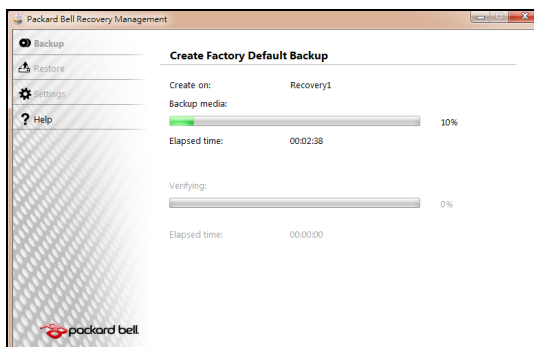 Packard Bell Recovery Management
Backup
Restore
Settings
Help
Create Factory Default Backup
Create on: Recovery1
Backup media:
10%
Elapsed time: 00:02:38
Verifying:
0%
Elapsed time: 00:00:00
packard bell.